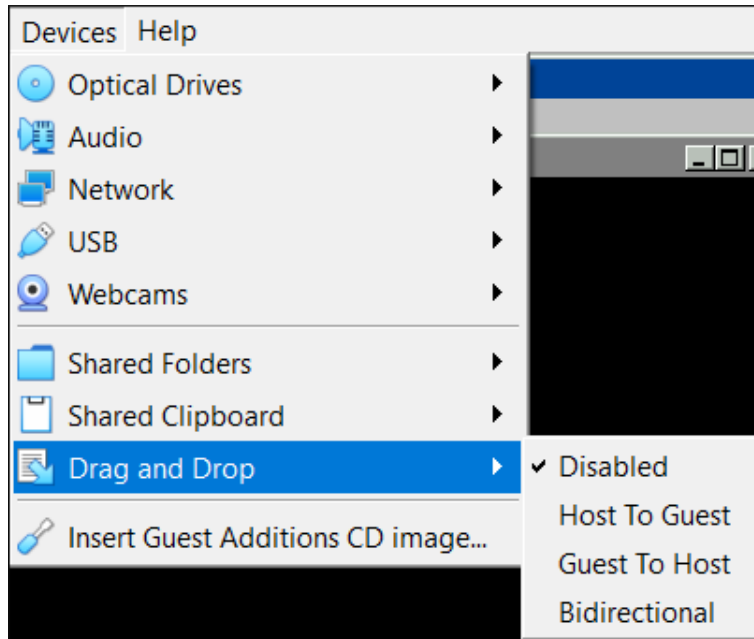 Devices Help
Optical Drives
Audio
Network
USB
Webcams
Shared Folders
Shared Clipboard
Drag and Drop
Insert Guest Additions CD image...
Disabled
Host To Guest
Guest To Host
Bidirectional